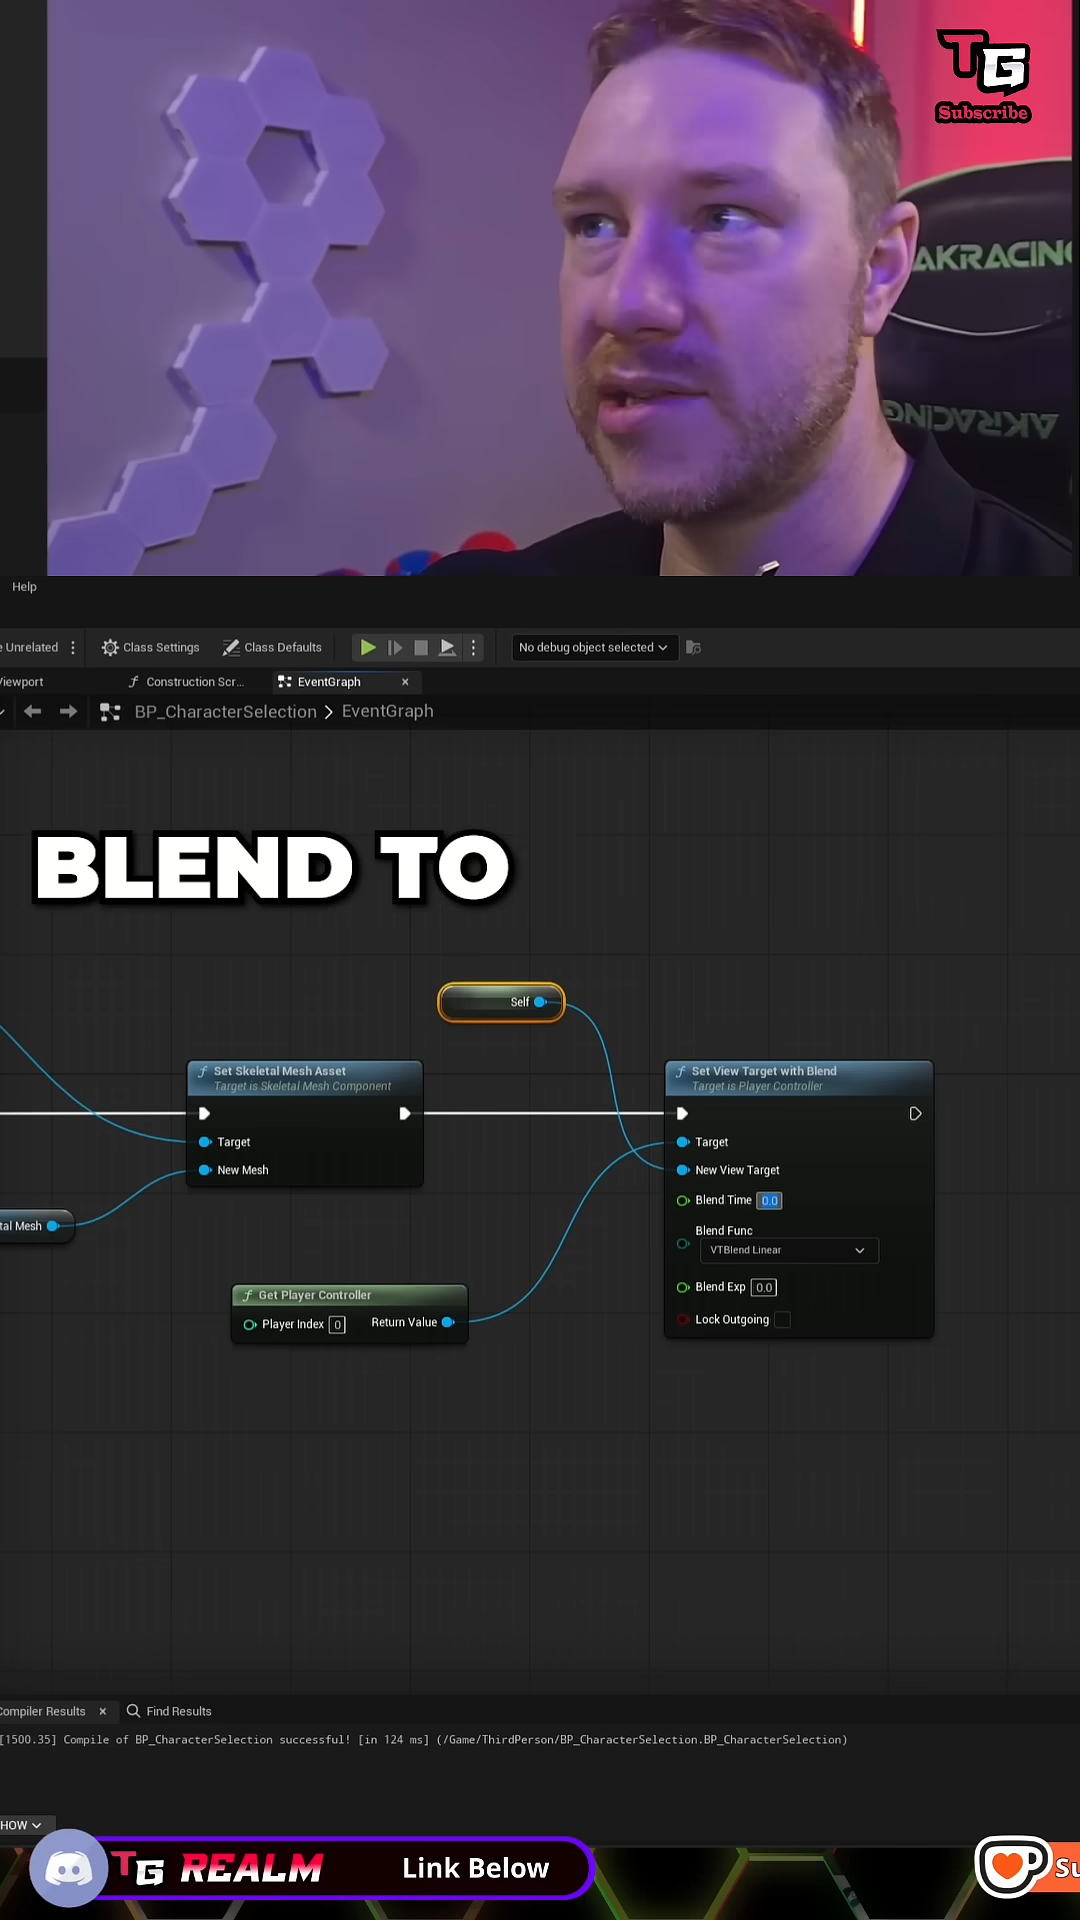 TG
Subscribe
AKRACING
AKRACING
Help
e Unrelated
Class Settings
Class Defaults
No debug object selected
Viewport
Construction Scr...
EventGraph
BP_CharacterSelection > EventGraph
BLEND TO
Self
Set Skeletal Mesh Asset
Target is Skeletal Mesh Component
Target
New Mesh
tal Mesh
Get Player Controller
Player Index 0
Return Value
Set View Target with Blend
Target is Player Controller
Target
New View Target
Blend Time 0.0
Blend Func
VTBlend Linear
Blend Exp 0.0
Lock Outgoing
Compiler Results
Find Results
[1500.35] Compile of BP_CharacterSelection successful! [in 124 ms] (/Game/ThirdPerson/BP_CharacterSelection.BP_CharacterSelection)
HOW
TG REALM Link Below
Su